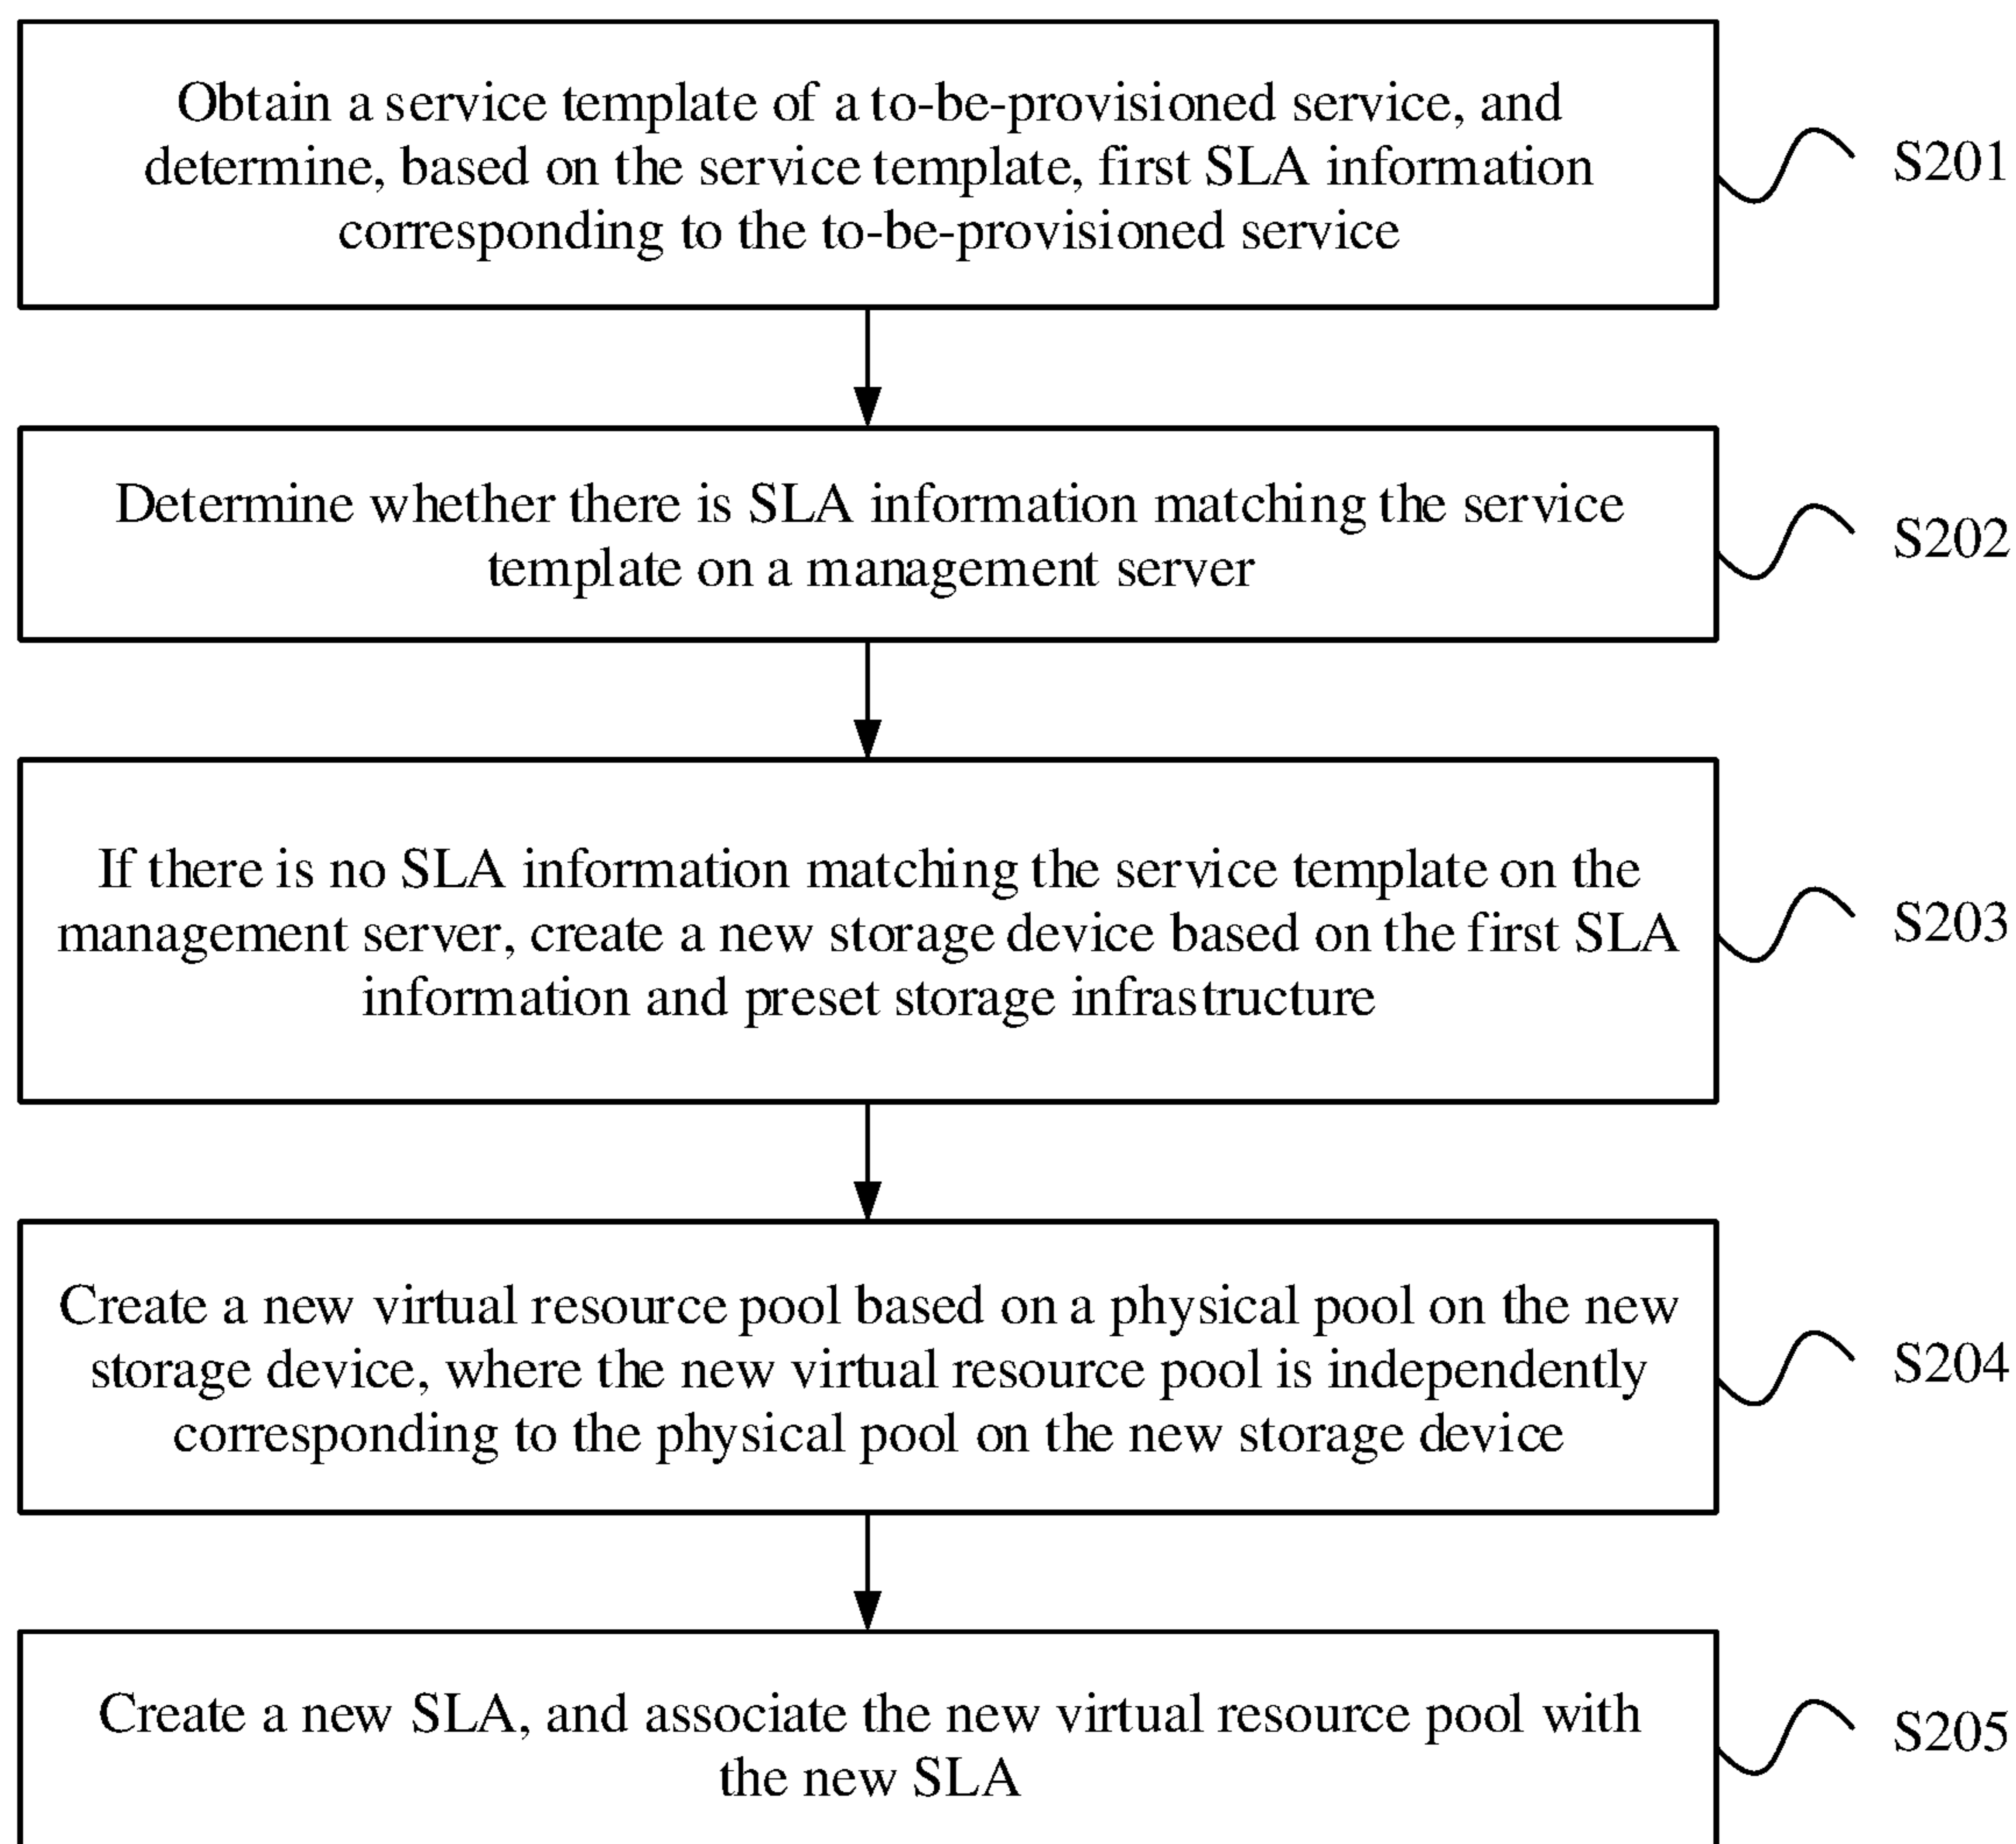 Obtain a service template of a to-be-provisioned service, and
determine, based on the service template, first SLA information
corresponding to the to-be-provisioned service
S201
Determine whether there is SLA information matching the service
template on a management server
S202
If there is no SLA information matching the service template on the
management server, create a new storage device based on the first SLA
information and preset storage infrastructure
S203
Create a new virtual resource pool based on a physical pool on the new
storage device, where the new virtual resource pool is independently
corresponding to the physical pool on the new storage device
S204
Create a new SLA, and associate the new virtual resource pool with
the new SLA
S205